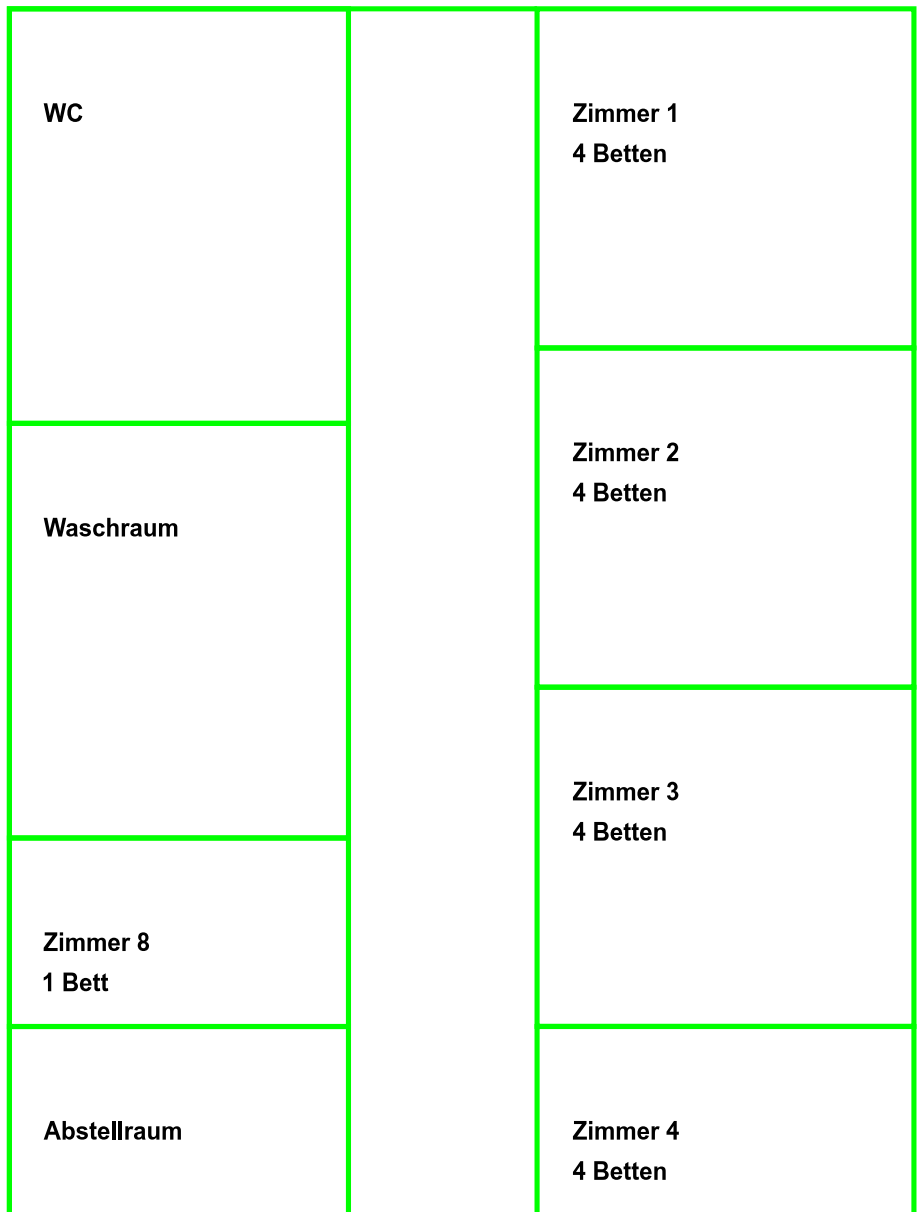 WC
Waschraum
Zimmer 8
1 Bett
Abstellraum
Zimmer 1
4 Betten
Zimmer 2
4 Betten
Zimmer 3
4 Betten
Zimmer 4
4 Betten